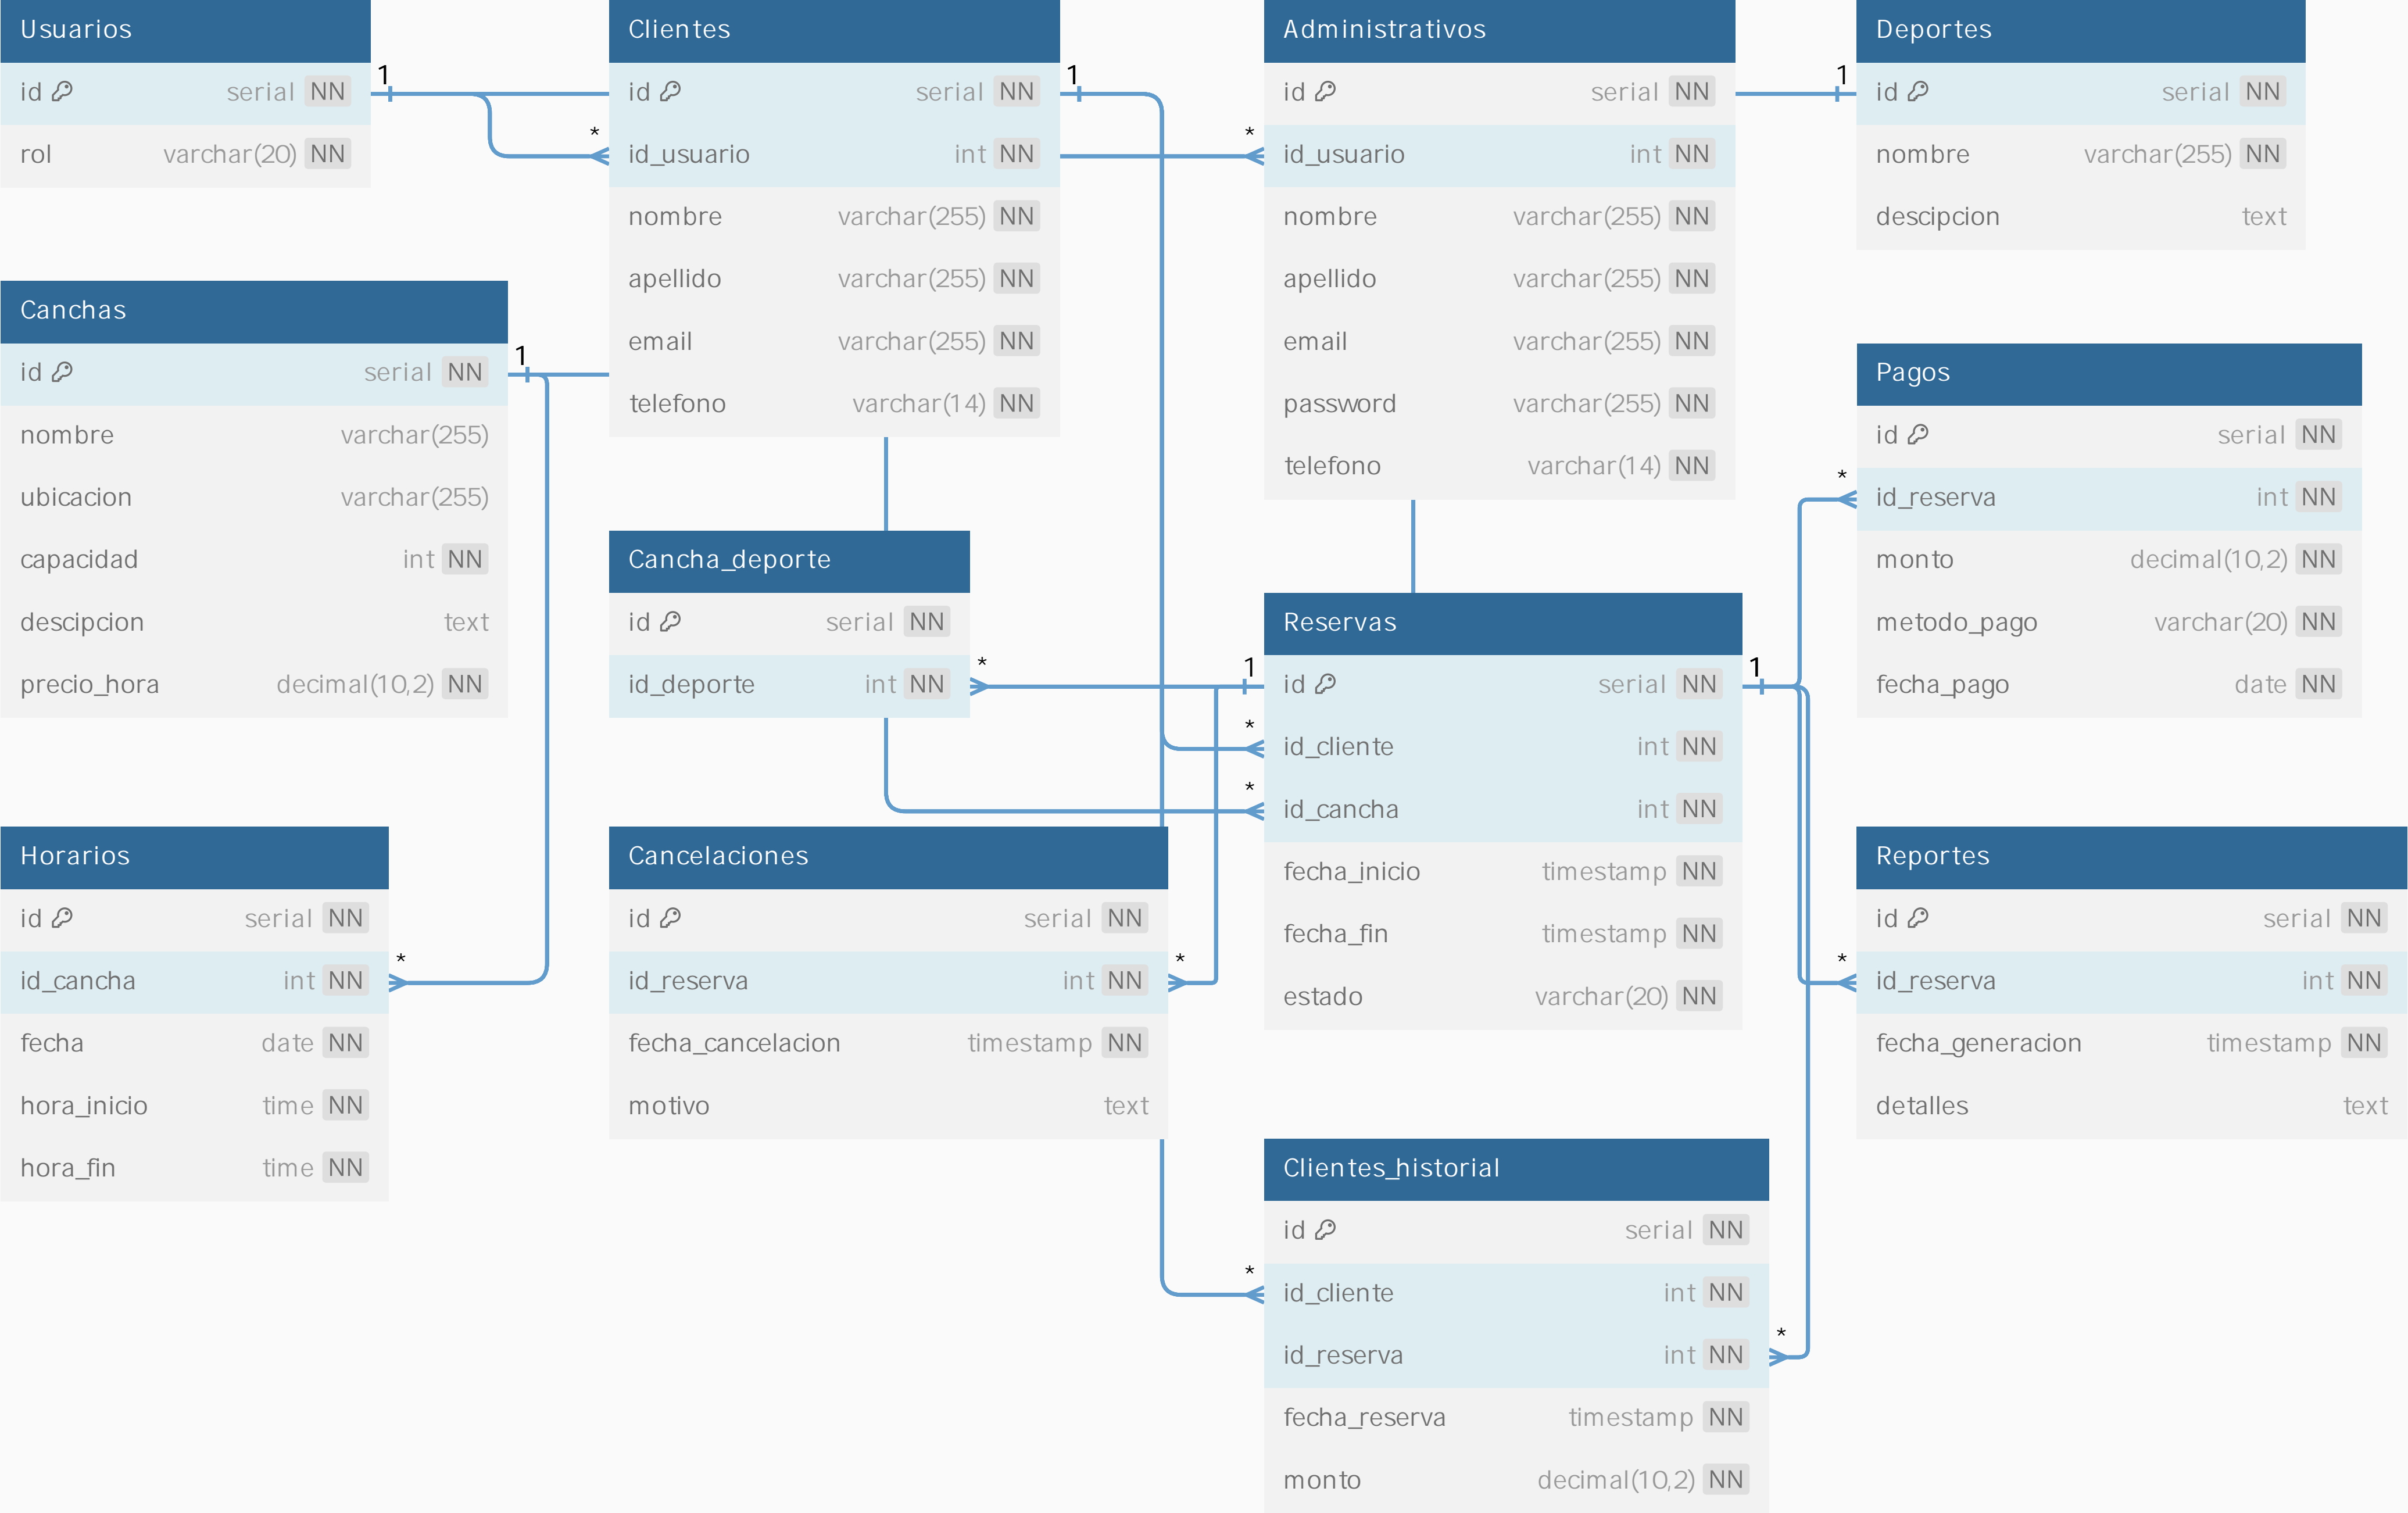 Usuarios
id serial NN
rol varchar(20) NN
Clientes
id serial NN
id_usuario int NN
nombre varchar(255) NN
apellido varchar(255) NN
email varchar(255) NN
telefono varchar(14) NN
Administrativos
id serial NN
id_usuario int NN
nombre varchar(255) NN
apellido varchar(255) NN
email varchar(255) NN
password varchar(255) NN
telefono varchar(14) NN
Deportes
id serial NN
nombre varchar(255) NN
descipcion text
Canchas
id serial NN
nombre varchar(255)
ubicacion varchar(255)
capacidad int NN
descipcion text
precio_hora decimal(10,2) NN
Cancha_deporte
id serial NN
id_deporte int NN
Reservas
id serial NN
id_cliente int NN
id_cancha int NN
fecha_inicio timestamp NN
fecha_fin timestamp NN
estado varchar(20) NN
Pagos
id serial NN
id_reserva int NN
monto decimal(10,2) NN
metodo_pago varchar(20) NN
fecha_pago date NN
Horarios
id serial NN
id_cancha int NN
fecha date NN
hora_inicio time NN
hora_fin time NN
Cancelaciones
id serial NN
id_reserva int NN
fecha_cancelacion timestamp NN
motivo text
Reportes
id serial NN
id_reserva int NN
fecha_generacion timestamp NN
detalles text
Clientes_historial
id serial NN
id_cliente int NN
id_reserva int NN
fecha_reserva timestamp NN
monto decimal(10,2) NN
1
*
1
*
1
1
*
*
1
*
*
1
*
*
*
*
*